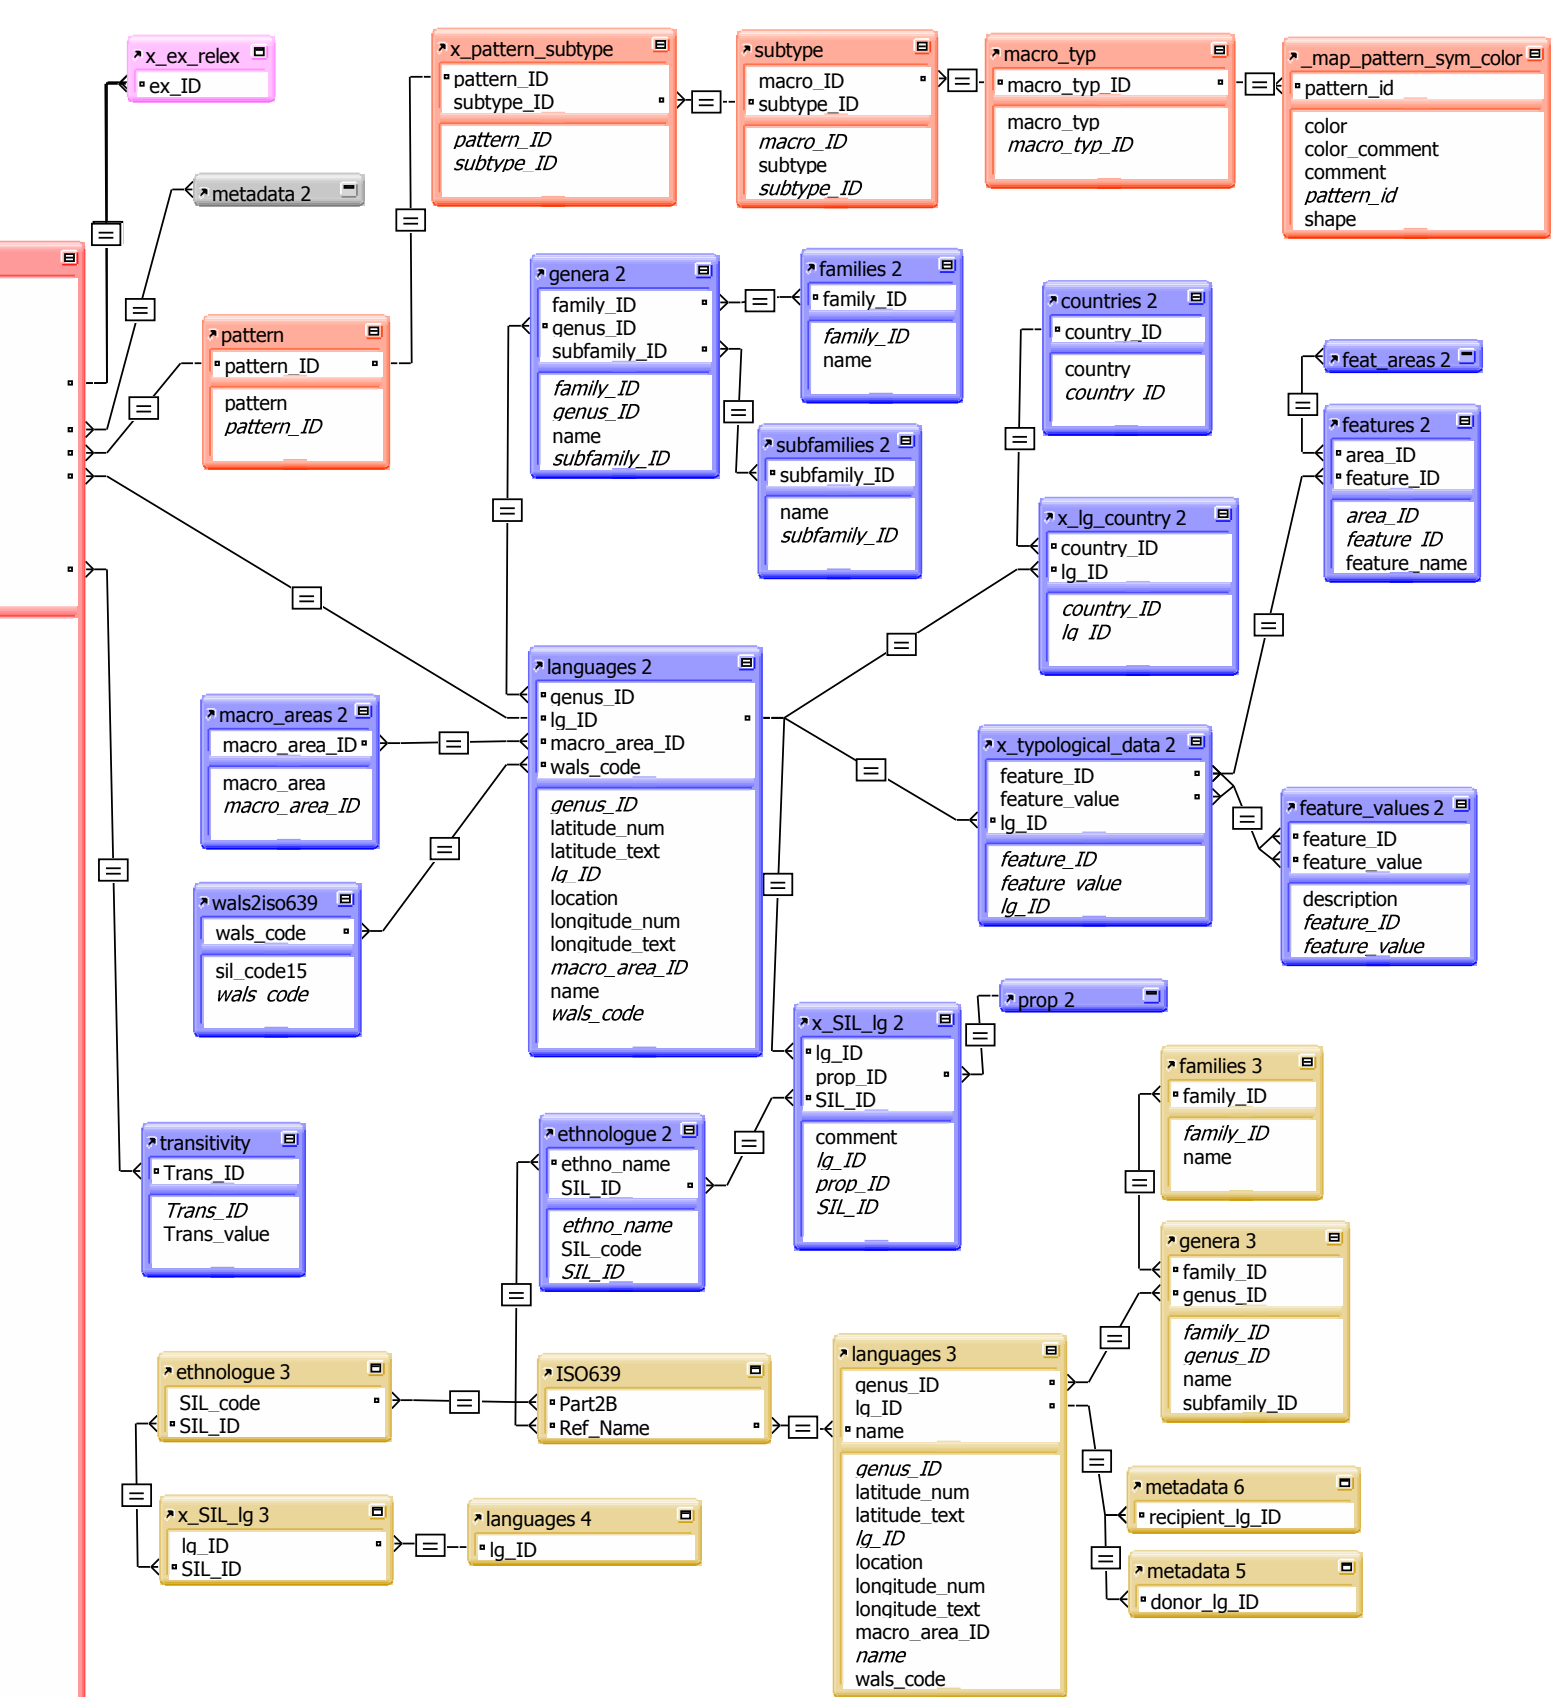 x_ex_relex
ex_ID
x_pattern_subtype
pattern_ID
subtype_ID
pattern_ID
subtype_ID
subtype
macro_ID
subtype_ID
macro_ID
subtype
subtype_ID
macro_typ
macro_typ_ID
macro_typ
macro_typ_ID
_map_pattern_sym_color
pattern_id
color
color_comment
comment
pattern_id
shape
metadata 2
pattern
pattern_ID
pattern
pattern_ID
genera 2
family_ID
genus_ID
subfamily_ID
family_ID
genus_ID
name
subfamily_ID
families 2
family_ID
family_ID
name
subfamilies 2
subfamily_ID
name
subfamily_ID
countries 2
country_ID
country
country_ID
feat_areas 2
features 2
area_ID
feature_ID
area_ID
feature_ID
feature_name
x_lg_country 2
country_ID
lg_ID
country_ID
lg_ID
languages 2
genus_ID
lg_ID
macro_area_ID
wals_code
genus_ID
latitude_num
latitude_text
lg_ID
location
longitude_num
longitude_text
macro_area_ID
name
wals_code
macro_areas 2
macro_area_ID
macro_area
macro_area_ID
wals2iso639
wals_code
sil_code15
wals_code
x_typological_data 2
feature_ID
feature_value
lg_ID
feature_ID
feature_value
lg_ID
feature_values 2
feature_ID
feature_value
description
feature_ID
feature_value
prop 2
x_SIL_lg 2
lg_ID
prop_ID
SIL_ID
comment
lg_ID
prop_ID
SIL_ID
transitivity
Trans_ID
Trans_ID
Trans_value
ethnologue 2
ethno_name
SIL_ID
ethno_name
SIL_code
SIL_ID
families 3
family_ID
family_ID
name
genera 3
family_ID
genus_ID
family_ID
genus_ID
name
subfamily_ID
ethnologue 3
SIL_code
SIL_ID
ISO639
Part2B
Ref_Name
languages 3
genus_ID
lg_ID
name
genus_ID
latitude_num
latitude_text
lg_ID
location
longitude_num
longitude_text
macro_area_ID
name
wals_code
x_SIL_lg 3
lg_ID
SIL_ID
languages 4
lg_ID
metadata 6
recipient_lg_ID
metadata 5
donor_lg_ID